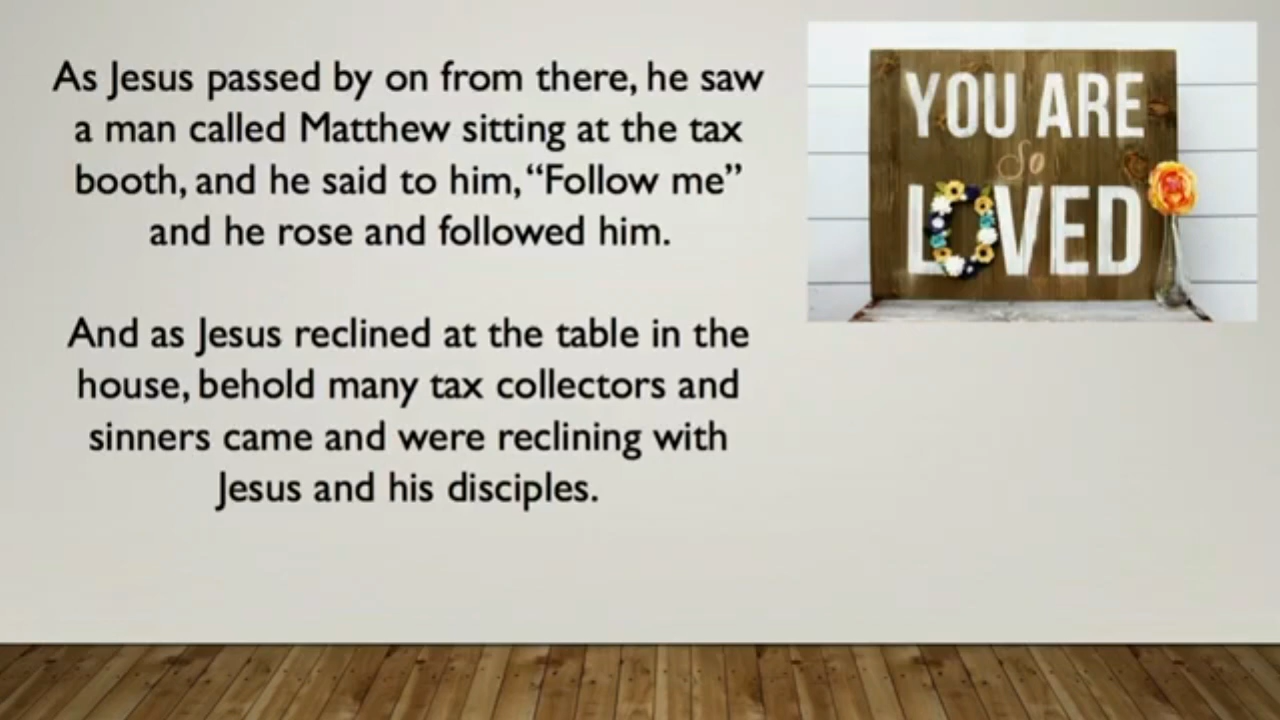 As Jesus passed by on from there, he saw
a man called Matthew sitting at the tax
booth, and he said to him, “Follow me”
and he rose and followed him.
And as Jesus reclined at the table in the
house, behold many tax collectors and
sinners came and were reclining with
Jesus and his disciples.
YOU ARE
So
LOVED